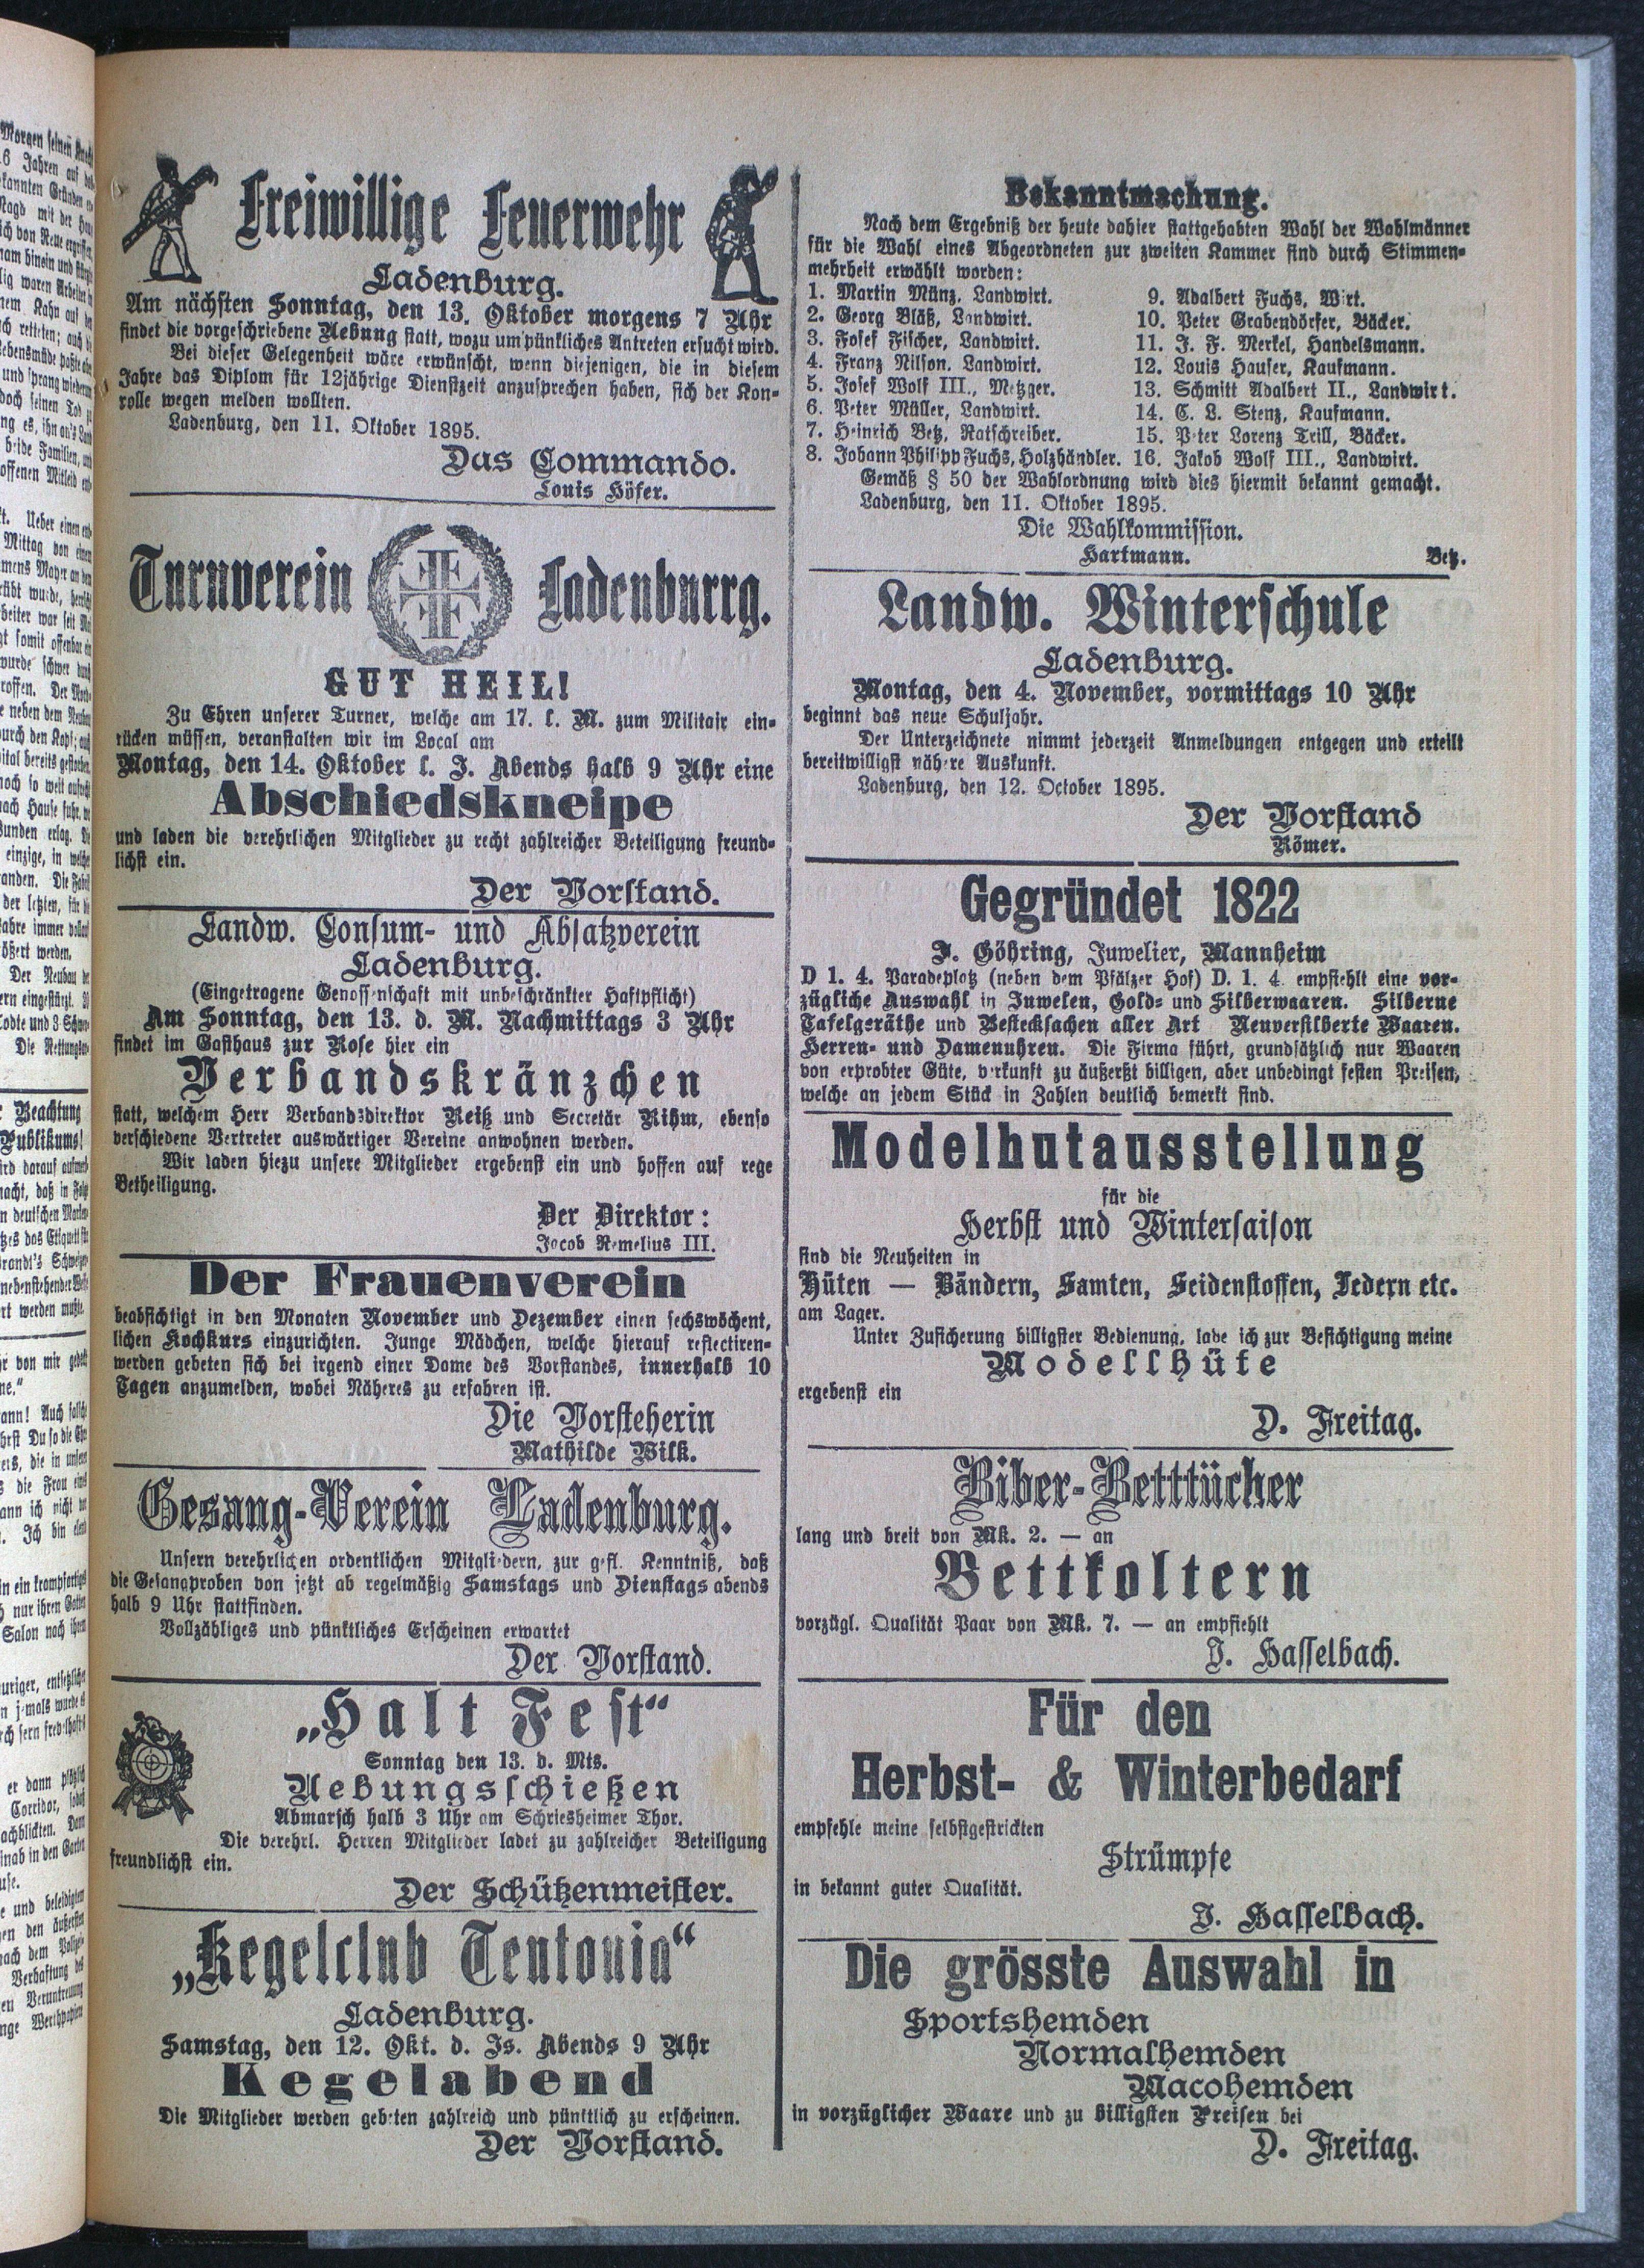 Freiwillige Feuerwehr
Ladenburg.
Am nächsten Sonntag, den 13. Oktober morgens 7 Uhr
findet die vorgeschriebene Uebung statt, wozu um pünkliches Antreten ersucht wird.
Bei dieser Gelegenheit wäre erwünscht, wenn diejenigen, die in diesem
Jahre das Diplom für 12jährige Dienstzeit anzusprechen haben, sich der Kon-
rolle wegen melden wollten.
Ladenburg, den 11. Oktober 1895.
Das Commando.
Louis Höfer.
Turnverein Ladenburrg.
GUT HEIL!
Zu Ehren unserer Turner, welche am 17. l. M. zum Militair ein-
rücken müssen, veranstalten wir im Local am
Montag, den 14. Oktober l. J. Abends halb 9 Uhr eine
Abschiedskneipe
und laden die verehrlichen Mitglieder zu recht zahlreicher Beteiligung freund-
lichst ein.
Der Vorstand.
Landw. Consum- und Absatzverein
Ladenburg.
(Eingetragene Genossenschaft mit unbeschränkter Haftpflicht)
Am Sonntag, den 13. d. M. Nachmittags 3 Uhr
findet im Gasthaus zur Rose hier ein
Verbandskränzchen
statt, welchem Herr Verbandsdirektor Reiß und Secretär Rihm, ebenso
verschiedene Vertreter auswärtiger Vereine anwohnen werden.
Wir laden hiezu unsere Mitglieder ergebenst ein und hoffen auf rege
Betheiligung.
Der Direktor:
Jacob Remelius III.
Der Frauenverein
beabsichtigt in den Monaten November und Dezember einen sechswöchent,
lichen Kochkurs einzurichten. Junge Mädchen, welche hierauf reflectiren-
werden gebeten sich bei irgend einer Dame des Vorstandes, innerhalb 10
Tagen anzumelden, wobei Näheres zu erfahren ist.
Die Vorsteherin
Mathilde Wilk.
Gesang-Verein Ladenburg.
Unsern verehrlichen ordentlichen Mitgliedern, zur gefl. Kenntniß, daß
die Gesangproben von jetzt ab regelmäßig Samstags und Dienstags abends
halb 9 Uhr stattfinden.
Vollzähliges und pünktliches Erscheinen erwartet
Der Vorstand.
„Halt Fest“
Sonntag den 13. d. Mts.
Uebungsschießen
Abmarsch halb 3 Uhr am Schriesheimer Thor.
Die verehrl. Herren Mitglieder ladet zu zahlreicher Beteiligung
freundlichst ein.
Der Schützenmeister.
„Kegelclub Teutonia“
Ladenburg.
Samstag, den 12. Okt. d. Js. Abends 9 Uhr
Kegelabend
Die Mitglieder werden gebeten zahlreich und pünktlich zu erscheinen.
Der Vorstand.
Bekanntmachung.
Nach dem Ergebniß der heute dahier stattgehabten Wahl der Wahlmänner
für die Wahl eines Abgeordneten zur zweiten Kammer sind durch Stimmen-
mehrheit erwählt worden:
1. Martin Münz, Landwirt.
2. Georg Bläß, Landwirt.
3. Josef Fischer, Landwirt.
4. Franz Nilson. Landwirt.
5. Josef Wolf III., Metzger.
6. Peter Müller, Landwirt.
7. Heinrich Betz, Ratschreiber.
8. Johann Philipp Fuchs, Holzhändler.
9. Adalbert Fuchs, Wirt.
10. Peter Grabendörfer, Bäcker.
11. J. F. Merkel, Handelsmann.
12. Louis Hauser, Kaufmann.
13. Schmitt Adalbert II., Landwirt.
14. C. L. Stenz, Kaufmann.
15. Peter Lorenz Trill, Bäcker.
16. Jakob Wolf III., Landwirt.
Gemäß § 50 der Wahlordnung wird dies hiermit bekannt gemacht.
Ladenburg, den 11. Oktober 1895.
Die Wahlkommission.
Hartmann. Betz.
Landw. Winterschule
Ladenburg.
Montag, den 4. November, vormittags 10 Uhr
beginnt das neue Schuljahr.
Der Unterzeichnete nimmt jederzeit Anmeldungen entgegen und erteilt
bereitwilligst nähere Auskunft.
Ladenburg, den 12. October 1895.
Der Vorstand
Römer.
Gegründet 1822
J. Göhring, Juwelier, Mannheim
D 1. 4. Paradeplatz (neben dem Pfälzer Hof) D. 1. 4. empfiehlt eine vor-
zügliche Auswahl in Juwelen, Gold- und Silberwaaren. Silberne
Tafelgeräthe und Bestecksachen aller Art Neuversilberte Waaren.
Herren- und Damenuhren. Die Firma führt, grundsätzlich nur Waaren
von erprobter Güte, verkunft zu äußerßt billigen, aber unbedingt festen Preisen,
welche an jedem Stück in Zahlen deutlich bemerkt sind.
Modelhutausstellung
für die
Herbst und Wintersaison
sind die Neuheiten in
Hüten — Bändern, Samten, Seidenstoffen, Federn etc.
am Lager.
Unter Zusicherung billigster Bedienung, lade ich zur Besichtigung meine
Modellhüte
ergebenst ein
D. Freitag.
Biber-Betttücher
lang und breit von Mk. 2. — an
Bettkoltern
vorzügl. Qualität Paar von Mk. 7. — an empfiehlt
J. Hasselbach.
Für den
Herbst- & Winterbedarf
empfehle meine selbstgestrickten
Strümpfe
in bekannt guter Qualität.
J. Hasselbach.
Die grösste Auswahl in
Sportshemden
Normalhemden
Macohemden
in vorzüglicher Waare und zu billigsten Preisen bei
D. Freitag.